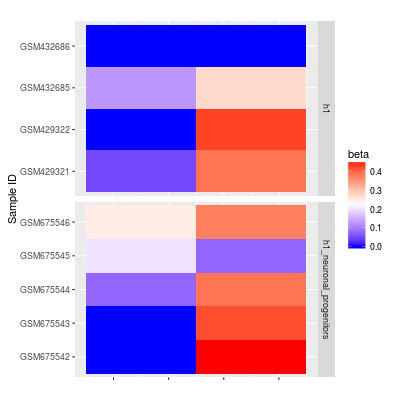 GSM432686
GSM432685
GSM429322
GSM429321
h1
GSM675546
GSM675545
GSM675544
GSM675543
GSM675542
h1_neuronal_progenitors
Sample ID
beta
0.4
0.3
0.2
0.1
0.0